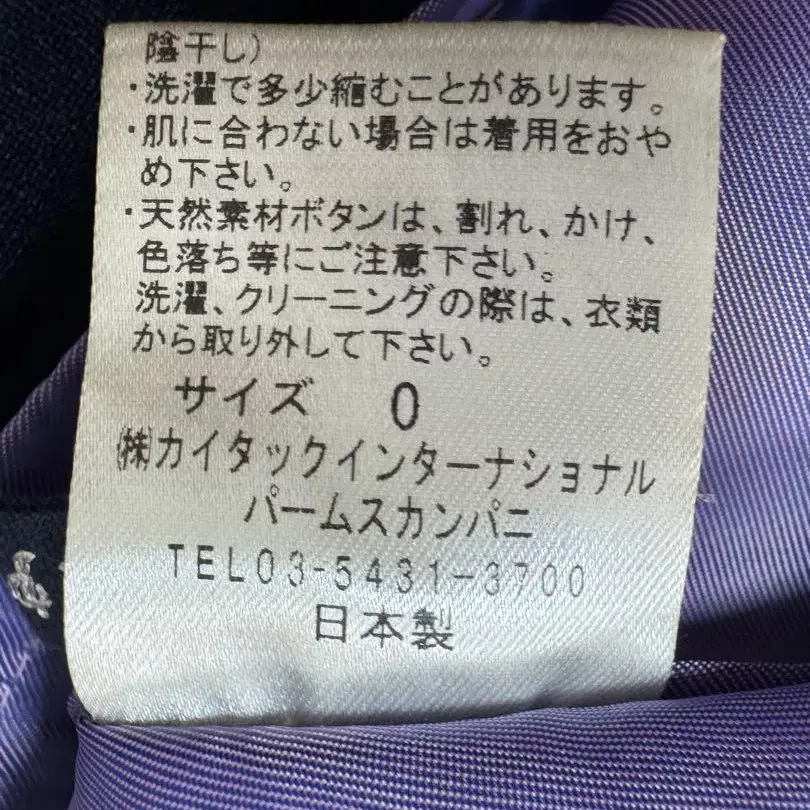 陰干し)
・洗濯で多少縮むことがあります。
・肌に合わない場合は着用をおや
め下さい。
・天然素材ボタンは、割れ、かけ、
色落ち等にご注意下さい。
洗濯、クリーニングの際は、衣類
から取り外して下さい。
サイズ 0
㈱カイタックインターナショナル
パームスカンパニ
TEL03-5431-3700
日本製